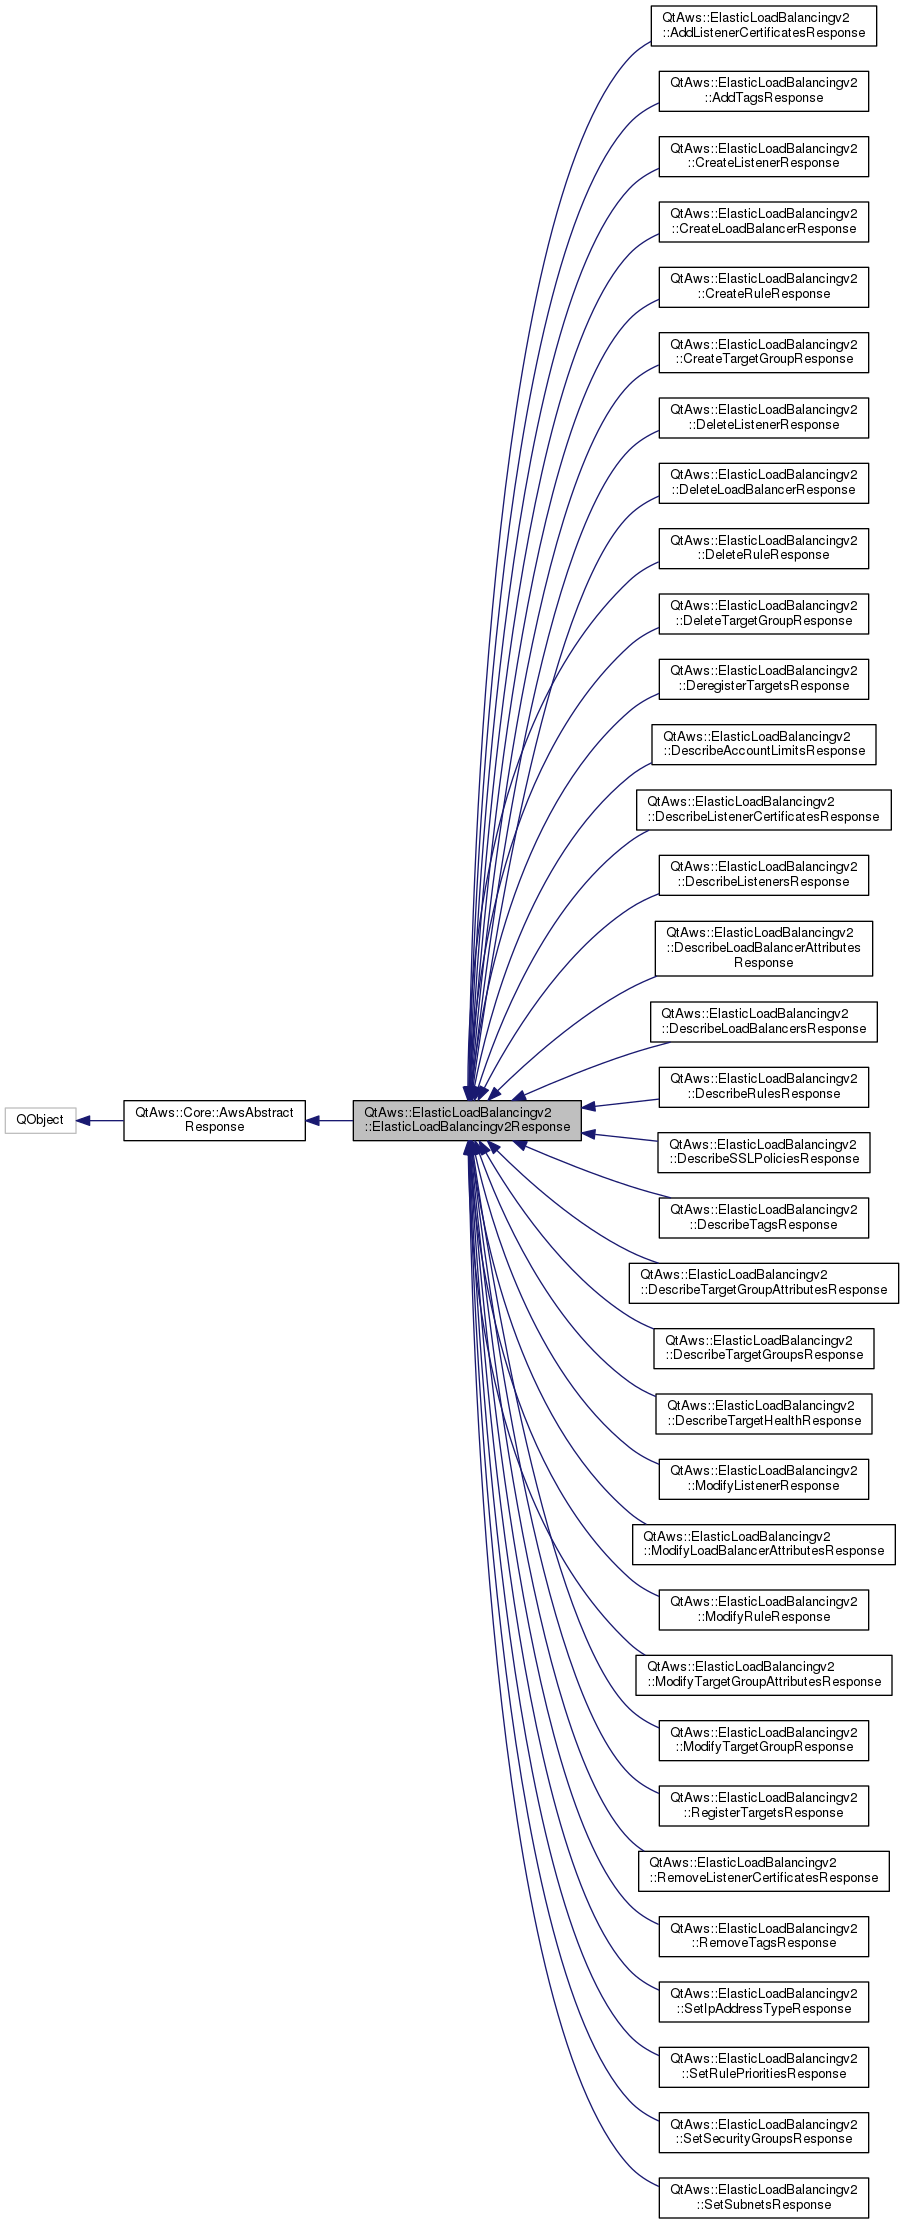 QtAws::ElasticLoadBalancingv2
::AddListenerCertificatesResponse
QtAws::ElasticLoadBalancingv2
::AddTagsResponse
QtAws::ElasticLoadBalancingv2
::CreateListenerResponse
QtAws::ElasticLoadBalancingv2
::CreateLoadBalancerResponse
QtAws::ElasticLoadBalancingv2
::CreateRuleResponse
QtAws::ElasticLoadBalancingv2
::CreateTargetGroupResponse
QtAws::ElasticLoadBalancingv2
::DeleteListenerResponse
QtAws::ElasticLoadBalancingv2
::DeleteLoadBalancerResponse
QtAws::ElasticLoadBalancingv2
::DeleteRuleResponse
QtAws::ElasticLoadBalancingv2
::DeleteTargetGroupResponse
QtAws::ElasticLoadBalancingv2
::DeregisterTargetsResponse
QtAws::ElasticLoadBalancingv2
::DescribeAccountLimitsResponse
QtAws::ElasticLoadBalancingv2
::DescribeListenerCertificatesResponse
QtAws::ElasticLoadBalancingv2
::DescribeListenersResponse
QtAws::ElasticLoadBalancingv2
::DescribeLoadBalancerAttributes
Response
QtAws::ElasticLoadBalancingv2
::DescribeLoadBalancersResponse
QtAws::ElasticLoadBalancingv2
::DescribeRulesResponse
QObject
QtAws::Core::AwsAbstract
Response
QtAws::ElasticLoadBalancingv2
::ElasticLoadBalancingv2Response
QtAws::ElasticLoadBalancingv2
::DescribeSSLPoliciesResponse
QtAws::ElasticLoadBalancingv2
::DescribeTagsResponse
QtAws::ElasticLoadBalancingv2
::DescribeTargetGroupAttributesResponse
QtAws::ElasticLoadBalancingv2
::DescribeTargetGroupsResponse
QtAws::ElasticLoadBalancingv2
::DescribeTargetHealthResponse
QtAws::ElasticLoadBalancingv2
::ModifyListenerResponse
QtAws::ElasticLoadBalancingv2
::ModifyLoadBalancerAttributesResponse
QtAws::ElasticLoadBalancingv2
::ModifyRuleResponse
QtAws::ElasticLoadBalancingv2
::ModifyTargetGroupAttributesResponse
QtAws::ElasticLoadBalancingv2
::ModifyTargetGroupResponse
QtAws::ElasticLoadBalancingv2
::RegisterTargetsResponse
QtAws::ElasticLoadBalancingv2
::RemoveListenerCertificatesResponse
QtAws::ElasticLoadBalancingv2
::RemoveTagsResponse
QtAws::ElasticLoadBalancingv2
::SetIpAddressTypeResponse
QtAws::ElasticLoadBalancingv2
::SetRulePrioritiesResponse
QtAws::ElasticLoadBalancingv2
::SetSecurityGroupsResponse
QtAws::ElasticLoadBalancingv2
::SetSubnetsResponse